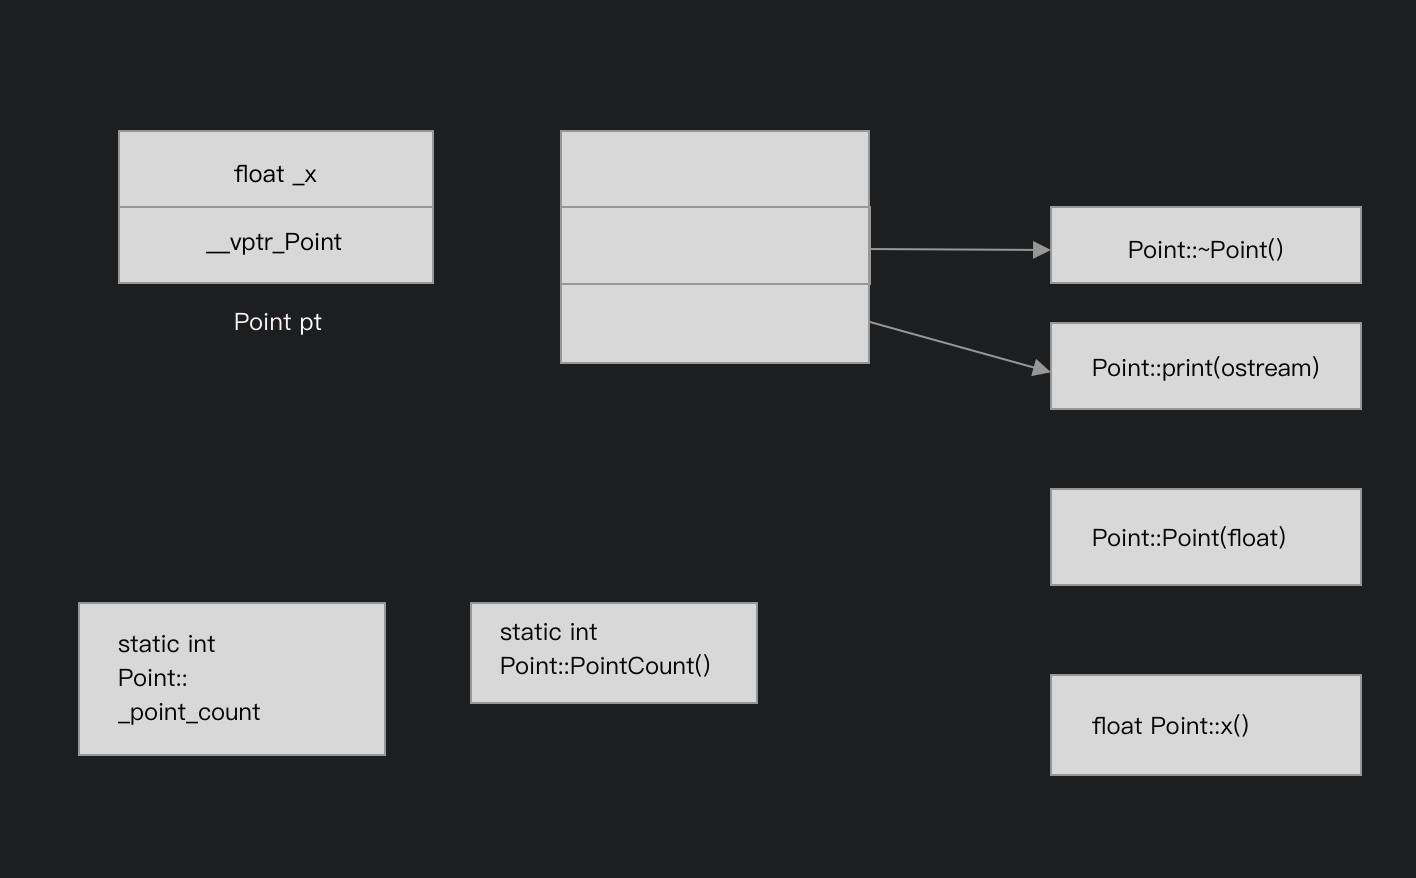 float _x
__vptr_Point
Point pt
Point::~Point()
Point::print(ostream)
Point::Point(float)
static int
Point::
_point_count
static int
Point::PointCount()
float Point::x()